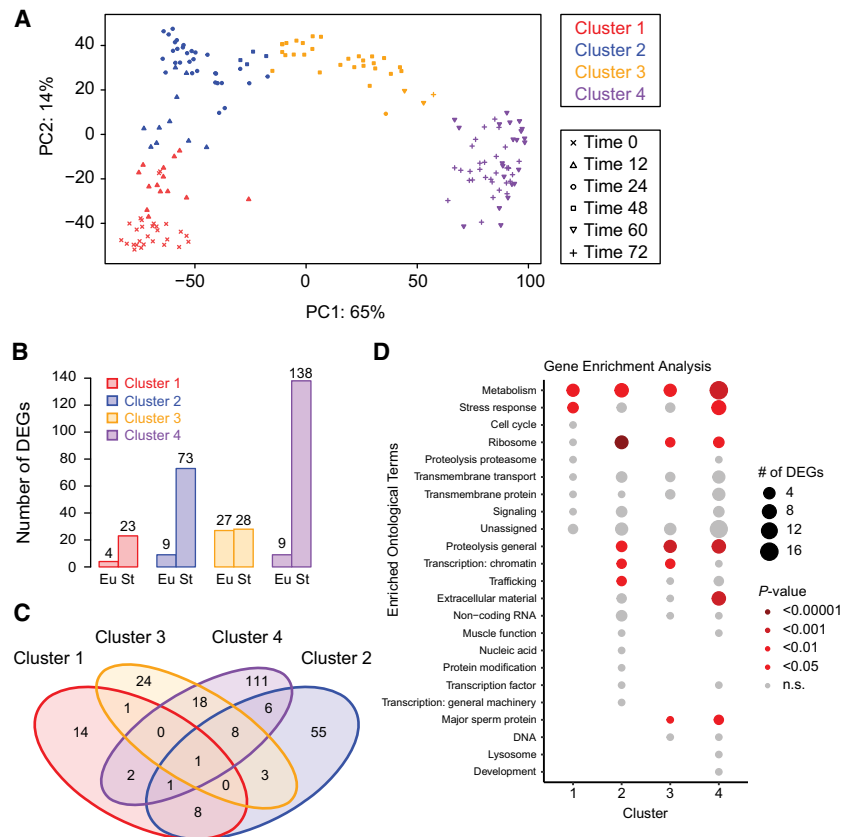 A
PC2: 14%
40
20
0
−20
−40
−50
0
50
100
PC1: 65%
Cluster 1
Cluster 2
Cluster 3
Cluster 4
Time 0
Time 12
Time 24
Time 48
Time 60
Time 72
B
Number of DEGs
140
120
100
80
60
40
20
0
Cluster 1
Cluster 2
Cluster 3
Cluster 4
4
23
9
73
27 28
9
138
Eu St
Eu St
Eu St
Eu St
C
Cluster 3
Cluster 4
Cluster 1
Cluster 2
24
111
1
18
6
14
0
8
55
2
1
3
1
0
8
D
Gene Enrichment Analysis
Enriched Ontological Terms
Metabolism
Stress response
Cell cycle
Ribosome
Proteolysis proteasome
Transmembrane transport
Transmembrane protein
Signaling
Unassigned
Proteolysis general
Transcription: chromatin
Trafficking
Extracellular material
Non-coding RNA
Muscle function
Nucleic acid
Protein modification
Transcription factor
Transcription: general machinery
Major sperm protein
DNA
Lysosome
Development
1
2
3
4
Cluster
# of DEGs
4
8
12
16
P-value
<0.00001
<0.001
<0.01
<0.05
n.s.